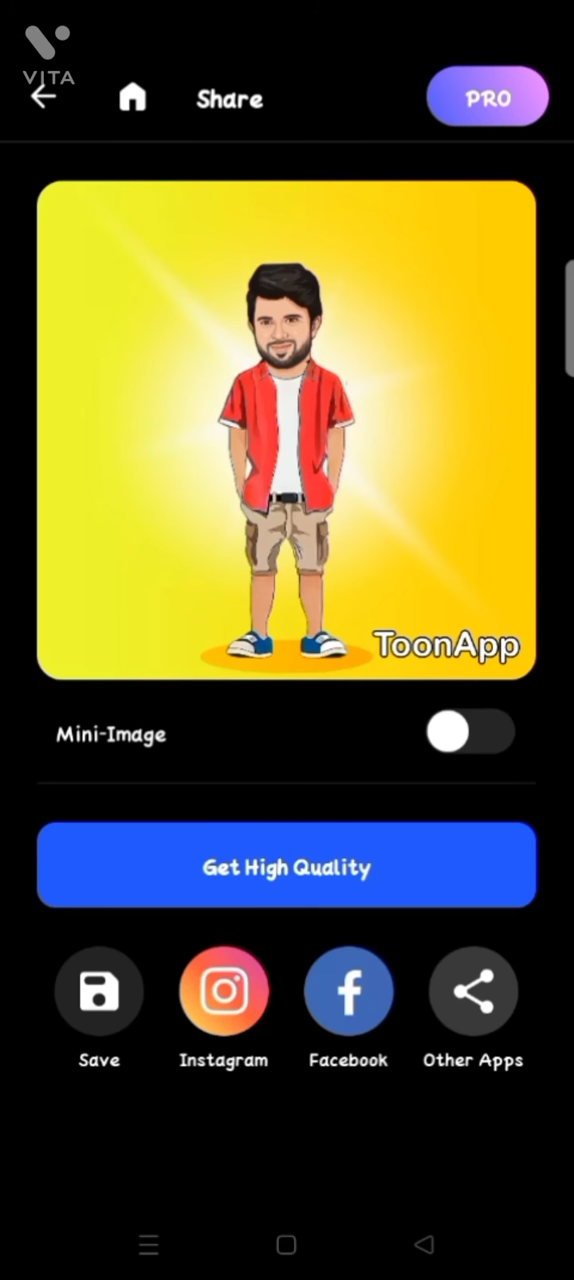 VITA
Share
PRO
ToonApp
Mini-Image
Get High Quality
Save
Instagram
Facebook
Other Apps